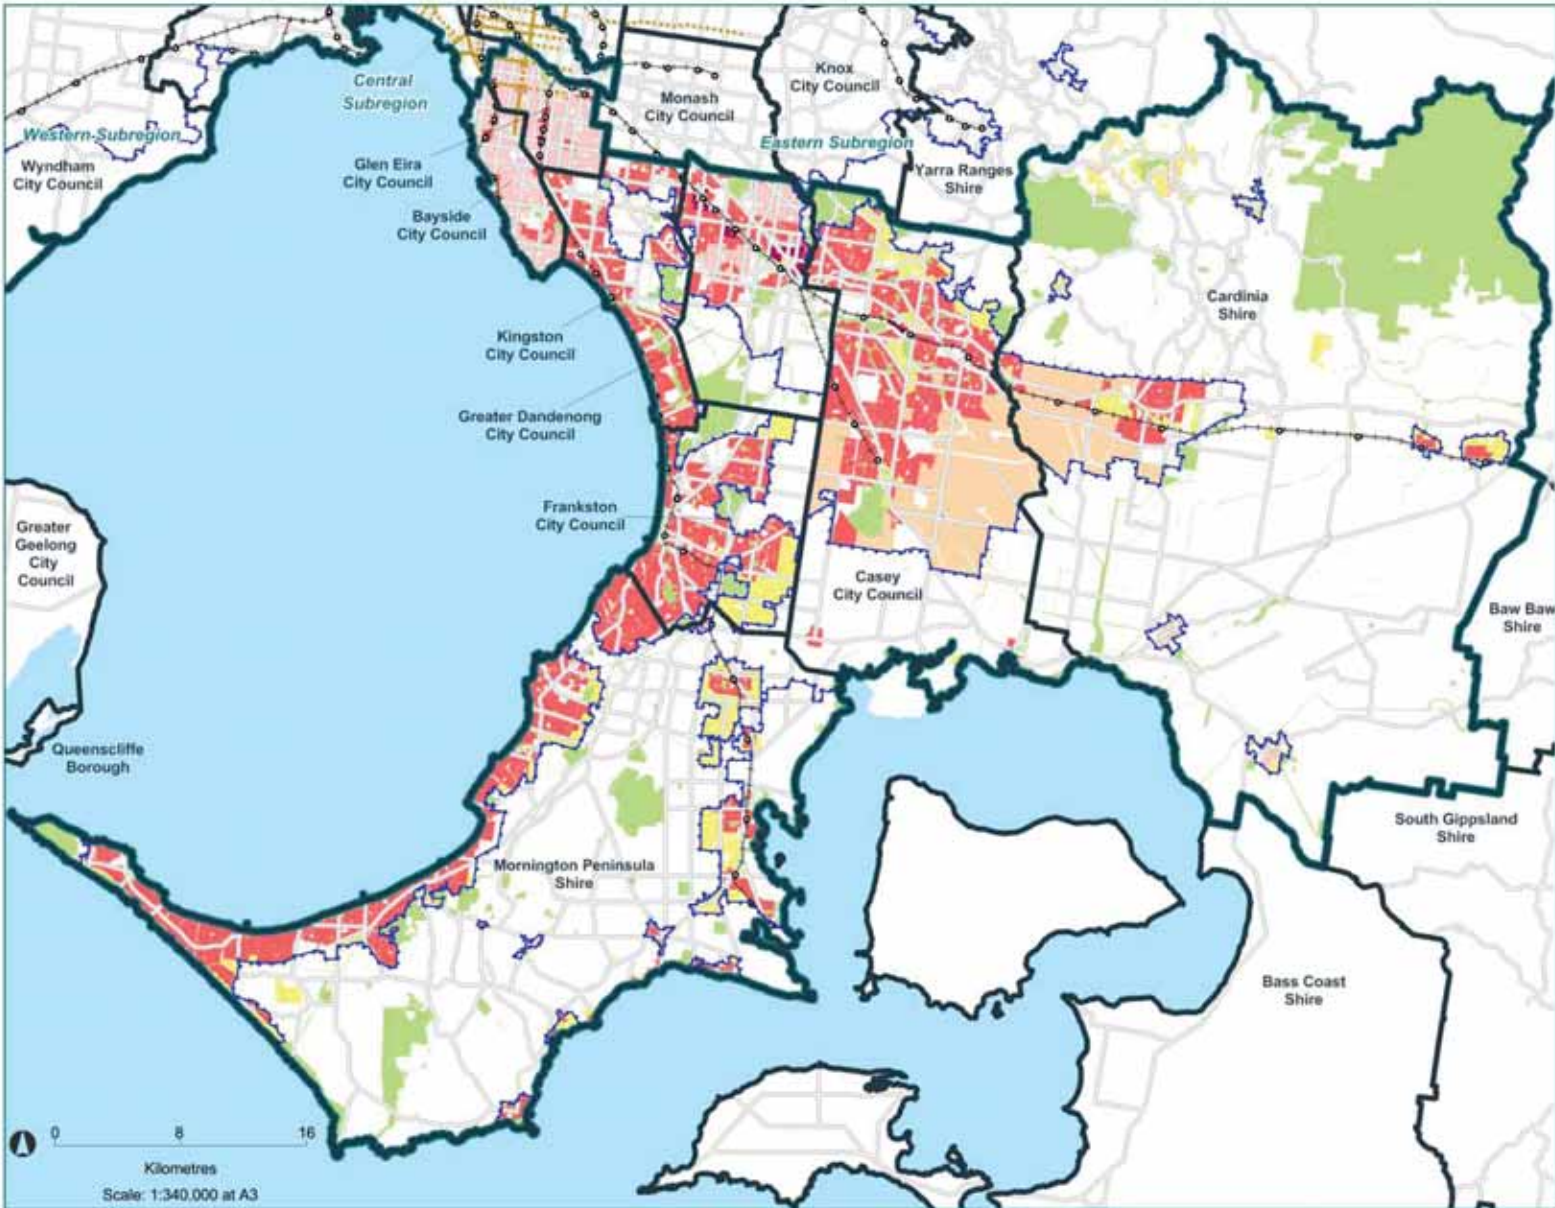 Central
Subregion
Knox
City Council
Monash
City Council
Western-Subregion
Eastern Subregion
Wyndham
City Council
Glen Eira
City Council
Yarra Ranges
Shire
Bayside
City Council
Cardinia
Shire
Kingston
City Council
Greater Dandenong
City Council
Frankston
City Council
Greater
Geelong
City
Council
Casey
City Council
Baw Baw
Shire
Queenscliffe
Borough
South Gippsland
Shire
Mornington Peninsula
Shire
Bass Coast
Shire
0 8 16
Kilometres
Scale: 1:340,000 at A3